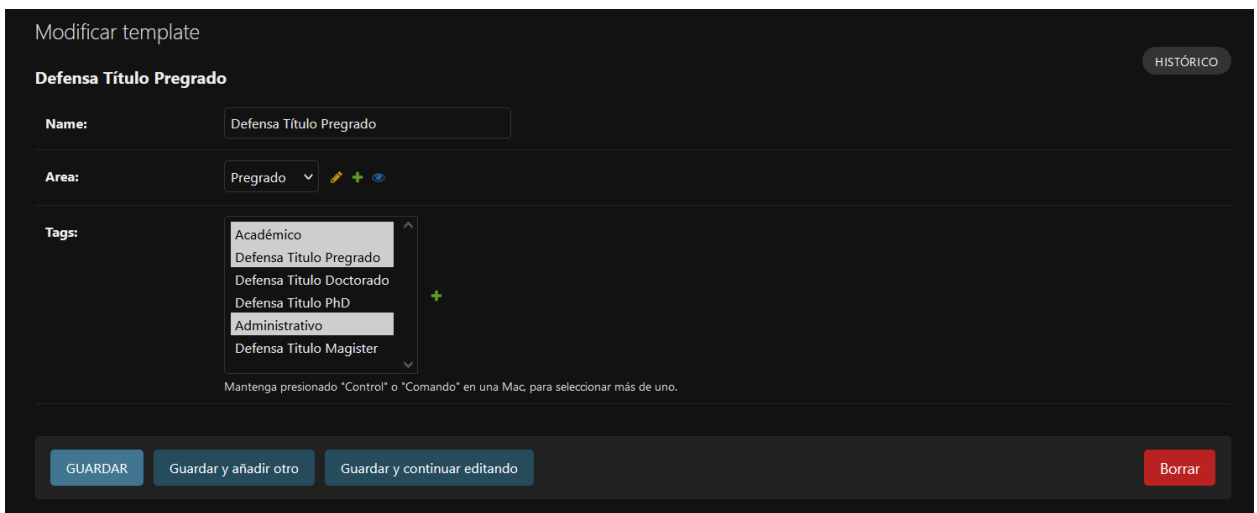 Modificar template
HISTÓRICO
Defensa Título Pregrado
Name:
Defensa Título Pregrado
Area:
Pregrado
Tags:
Académico
Defensa Titulo Pregrado
Defensa Titulo Doctorado
Defensa Titulo PhD
Administrativo
Defensa Titulo Magister
Mantenga presionado "Control" o "Comando" en una Mac, para seleccionar más de uno.
GUARDAR
Guardar y añadir otro
Guardar y continuar editando
Borrar